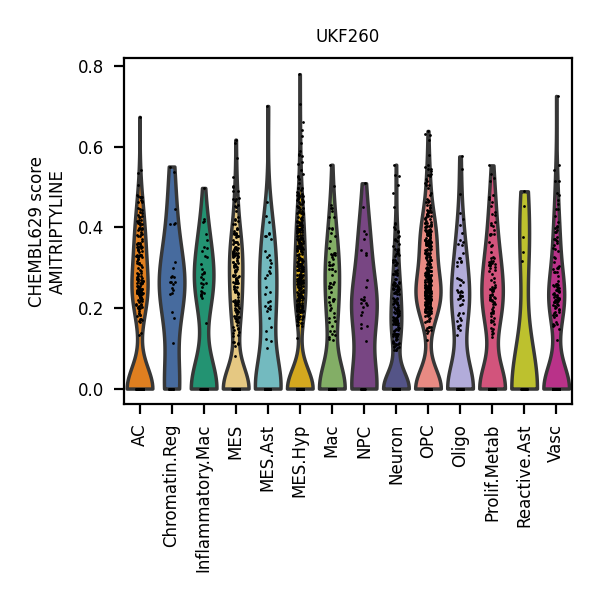 UKF260
CHEMBL629 score
AMITRIPTYLINE
0.8
0.6
0.4
0.2
0.0
AC
Chromatin.Reg
Inflammatory.Mac
MES
MES.Ast
MES.Hyp
Mac
NPC
Neuron
OPC
Oligo
Prolif.Metab
Reactive.Ast
Vasc